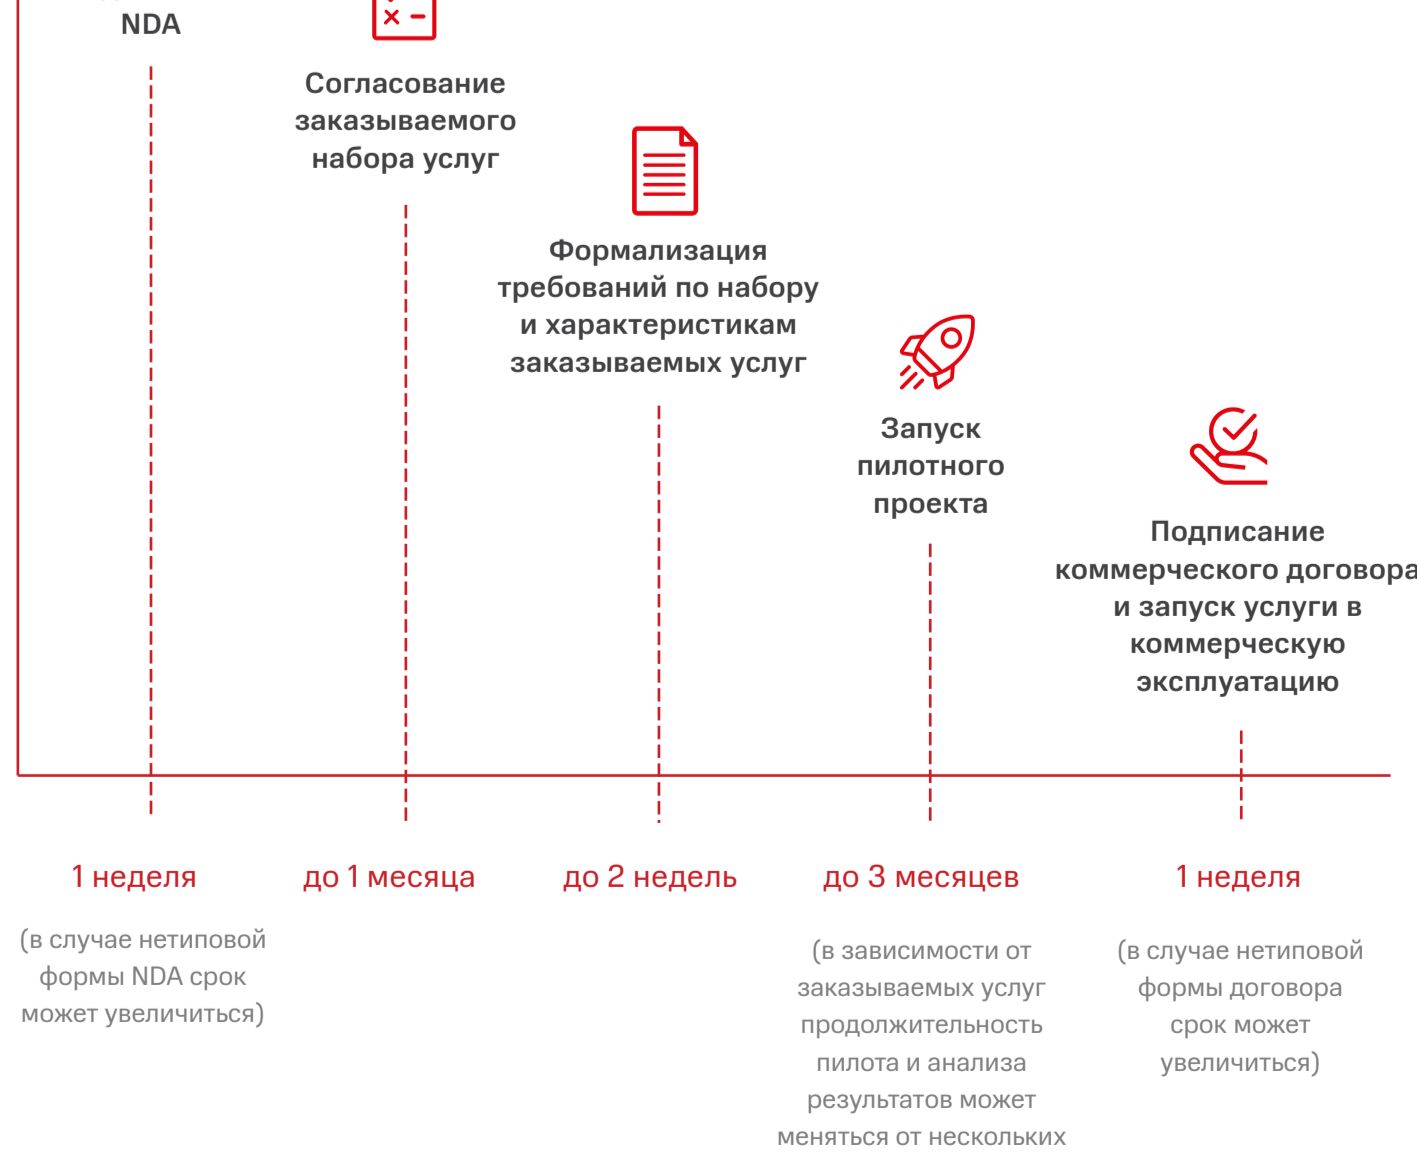 NDA
Согласование
заказываемого
набора услуг
Формализация
требований по набору
и характеристикам
заказываемых услуг
Запуск
пилотного
проекта
Подписание
коммерческого договора
и запуск услуги в
коммерческую
эксплуатацию
1 неделя
(в случае нетиповой
формы NDA срок
может увеличиться)
до 1 месяца
до 2 недель
до 3 месяцев
(в зависимости от
заказываемых услуг
продолжительность
пилота и анализа
результатов может
меняться от нескольких
1 неделя
(в случае нетиповой
формы договора
срок может
увеличиться)